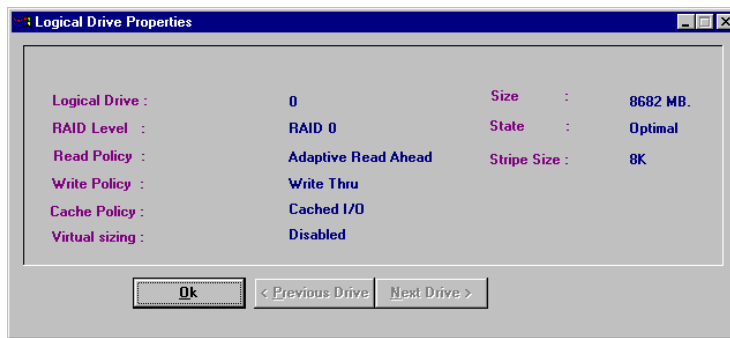 Logical Drive Properties
Logical Drive : 0 Size : 8682 MB.
RAID Level : RAID 0 State : Optimal
Read Policy : Adaptive Read Ahead Stripe Size : 8K
Write Policy : Write Thru
Cache Policy : Cached I/O
Virtual sizing : Disabled
Ok < Previous Drive Next Drive >